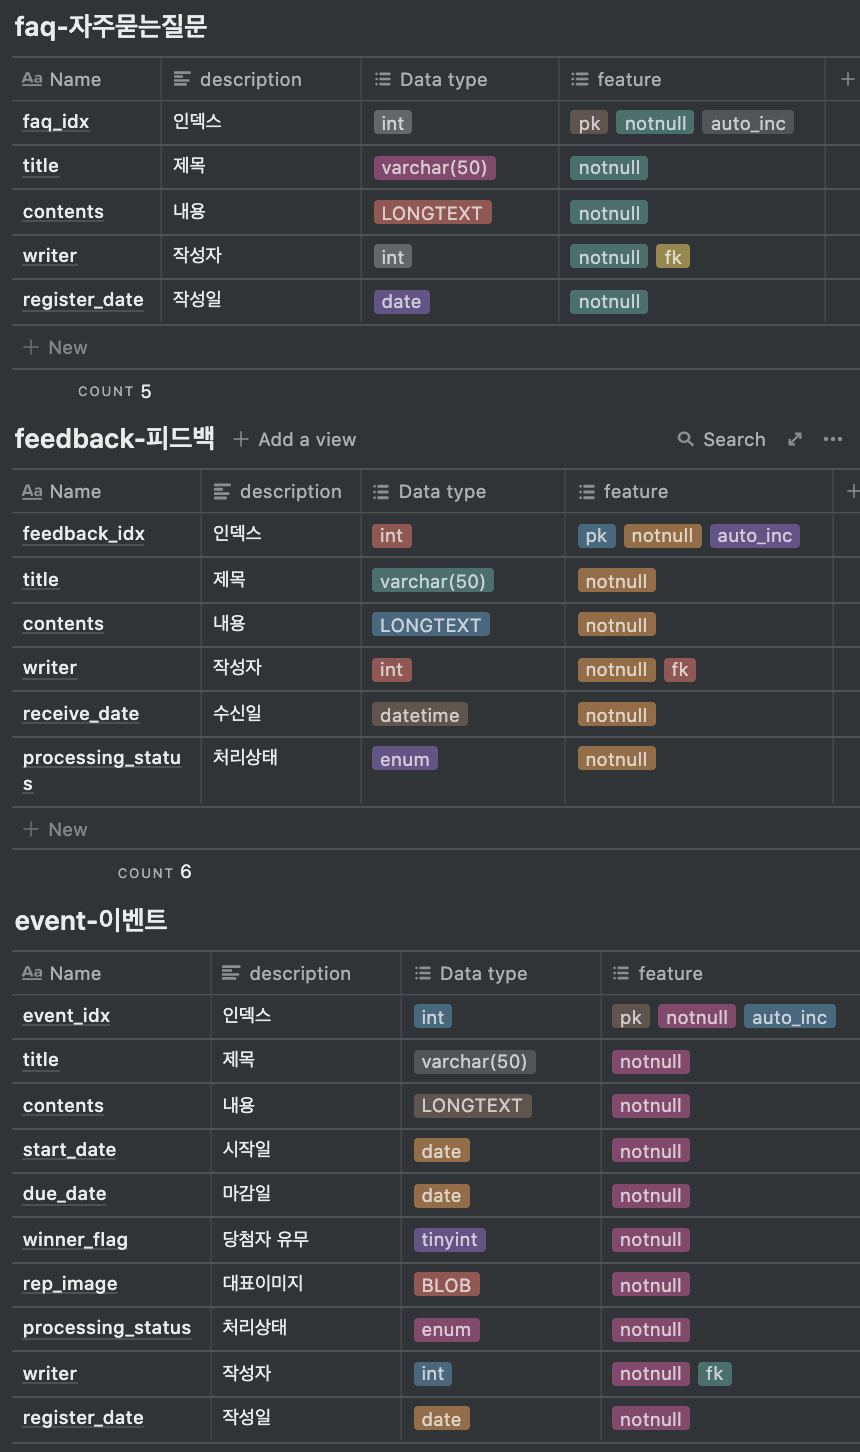 faq-자주묻는질문
Aa Name description Data type feature +
faq_idx 인덱스 int pk notnull auto_inc
title 제목 varchar(50) notnull
contents 내용 LONGTEXT notnull
writer 작성자 int notnull fk
register_date 작성일 date notnull
+ New
COUNT 5
feedback-피드백 + Add a view Search ...
Aa Name description Data type feature +
feedback_idx 인덱스 int pk notnull auto_inc
title 제목 varchar(50) notnull
contents 내용 LONGTEXT notnull
writer 작성자 int notnull fk
receive_date 수신일 datetime notnull
processing_statu 처리상태 enum notnull
s
+ New
COUNT 6
event-이벤트
Aa Name description Data type feature
event_idx 인덱스 int pk notnull auto_inc
title 제목 varchar(50) notnull
contents 내용 LONGTEXT notnull
start_date 시작일 date notnull
due_date 마감일 date notnull
winner_flag 당첨자 유무 tinyint notnull
rep_image 대표이미지 BLOB notnull
processing_status 처리상태 enum notnull
writer 작성자 int notnull fk
register_date 작성일 date notnull